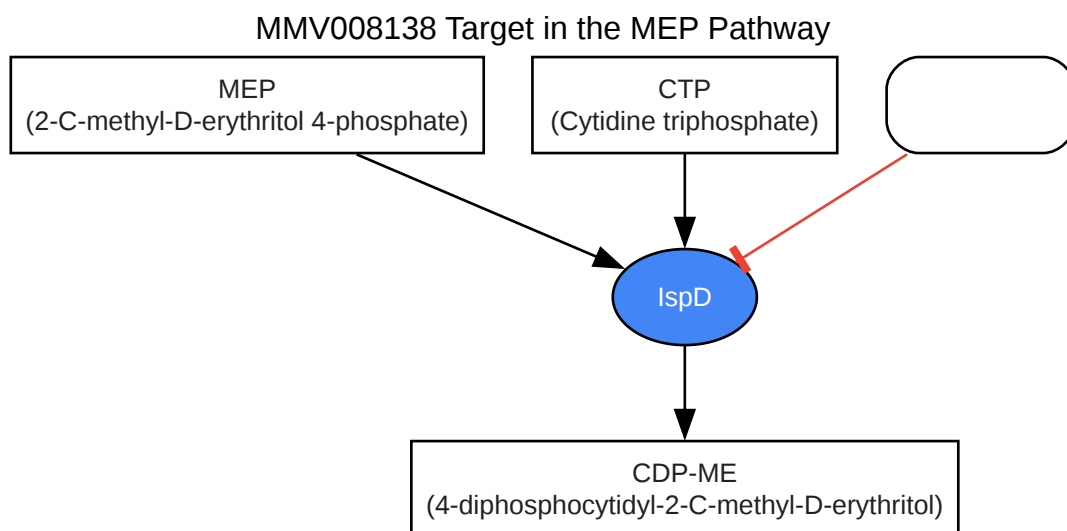 MMV008138 Target in the MEP Pathway
MEP
(2-C-methyl-D-erythritol 4-phosphate)
CTP
(Cytidine triphosphate)
IspD
CDP-ME
(4-diphosphocytidyl-2-C-methyl-D-erythritol)